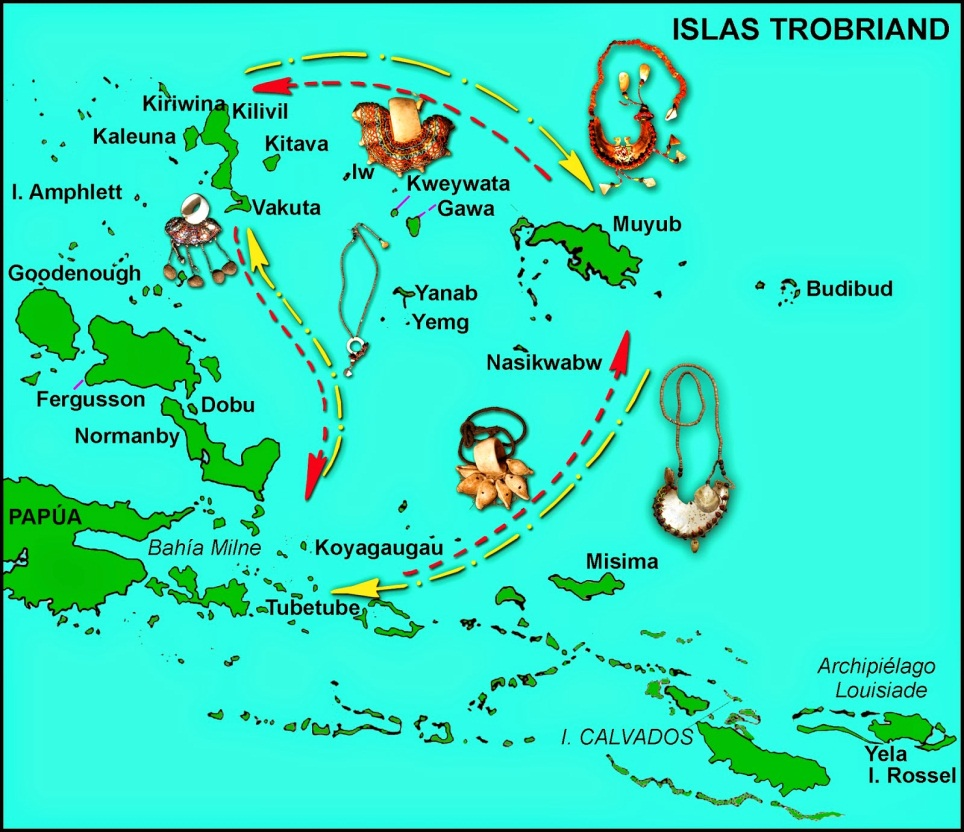 ISLAS TROBRIAND
Kiriwina
Kilivil
Kaleuna
Kitava
Iw
Kweywata
I. Amphlett
Vakuta
Gawa
Muyub
Goodenough
Yanab
Budibud
Yemg
Nasikwabw
Fergusson
Dobu
Normanby
PAPÚA
Bahía Milne
Koyagaugau
Misima
Tubetube
Archipiélago
Louisiade
I. CALVADOS
Yela
I. Rossel